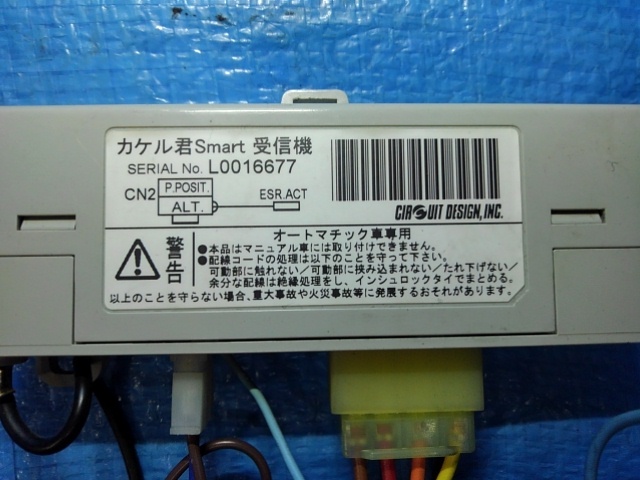 カケル君Smart 受信機
SERIAL No. L0016677
CN2
P.POSIT.
ALT.
ESR.ACT
CIRCUIT DESIGN, INC.
警告
オートマチック車専用
●本品はマニュアル車には取り付けできません。
●配線コードの処理は以下のことを守って下さい。
可動部に触れない／可動部に挟み込まれない／たれ下げない／
余分な配線は絶縁処理をし、インシュロックタイでまとめる。
以上のことを守らない場合、重大事故や火災事故等に発展するおそれがあります。